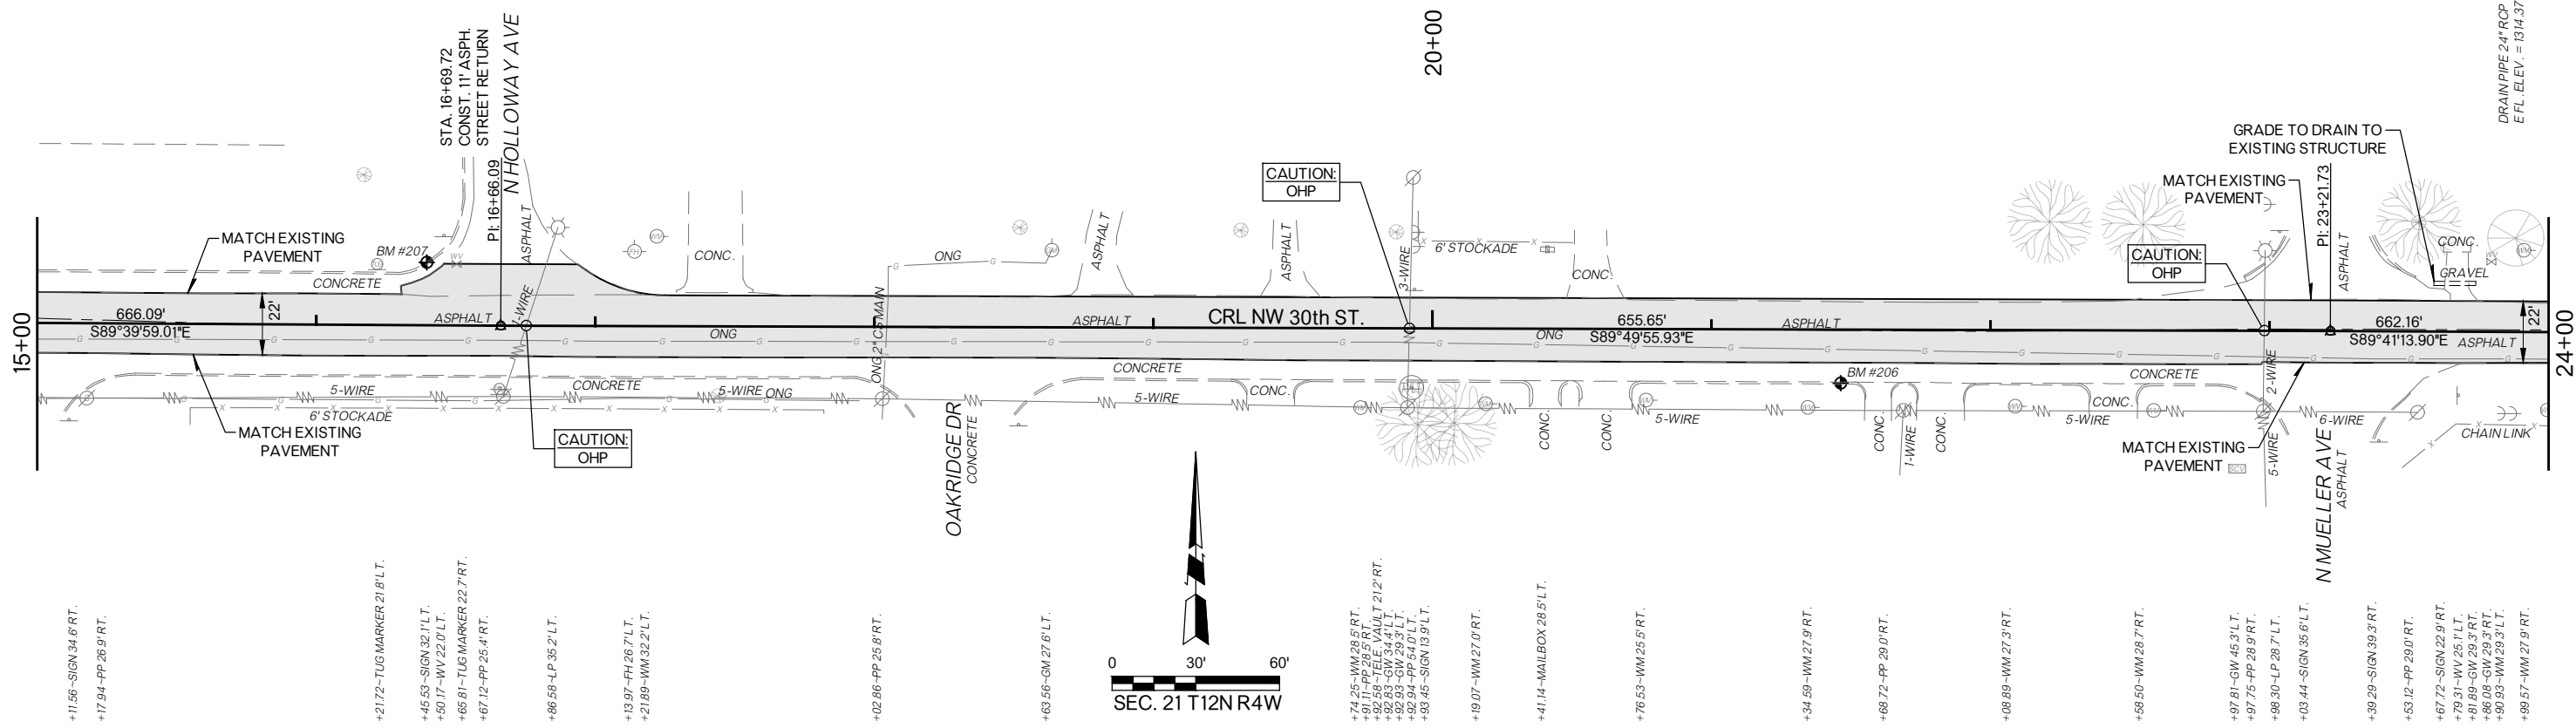 STA. 16+69.72
CONST. 11' ASPH.
STREET RETURN
N HOLLOWAY AVE
20+00
DRAIN PIPE 24" RCP
E FL. ELEV. = 1314.37
GRADE TO DRAIN TO
EXISTING STRUCTURE
CAUTION:
OHP
MATCH EXISTING
PAVEMENT
PI: 16+66.09
PI: 23+21.73
MATCH EXISTING
PAVEMENT
BM #207
WV
ASPHALT
FH
WM
CONC.
ONG
G
G
G
GM
ASPHALT
ASPHALT
3-WIRE
X
6' STOCKADE
X
CONC.
CAUTION:
OHP
ASPHALT
CONC.
GRAVEL
WV
WM
CONCRETE
15+00
666.09'
S89°39'59.01"E
22'
ASPHALT
1-WIRE
ONG
ONG 2" CS MAIN
ASPHALT
CRL NW 30th ST.
ONG
655.65'
S89°49'55.93"E
ASPHALT
662.16'
S89°41'13.90"E
ASPHALT
22'
24+00
5-WIRE
CONCRETE
5-WIRE ONG
6' STOCKADE
MATCH EXISTING
PAVEMENT
CAUTION:
OHP
OAKRIDGE DR
CONCRETE
CONCRETE
5-WIRE
CONC.
CONC.
CONC.
5-WIRE
BM #206
CONC.
1-WIRE
CONC.
5-WIRE
CONC.
CONCRETE
2-WIRE
5-WIRE
6-WIRE
CHAIN LINK
MATCH EXISTING
PAVEMENT
N MUELLER AVE
ASPHALT
0 30' 60'
SEC. 21 T12N R4W
+11.56~SIGN 34.6' RT.
+17.94~PP 26.9' RT.
+21.72~TUG MARKER 21.8' LT.
+45.53~SIGN 32.1' LT.
+50.17~WV 22.0' LT.
+65.81~TUG MARKER 22.7' RT.
+67.12~PP 25.4' RT.
+86.58~LP 35.2' LT.
+13.97~FH 26.7' LT.
+21.89~WM 32.2' LT.
+02.86~PP 25.8' RT.
+63.56~GM 27.6' LT.
+74.25~WM 28.5' RT.
+91.11~PP 28.5' RT.
+92.58~TELE. VAULT 21.2' RT.
+92.83~GW 34.4' LT.
+92.93~GW 29.3' LT.
+92.94~PP 54.0' LT.
+93.45~SIGN 13.9' LT.
+19.07~WM 27.0' RT.
+41.14~MAILBOX 28.5' LT.
+76.53~WM 25.5' RT.
+34.59~WM 27.9' RT.
+68.72~PP 29.0' RT.
+08.89~WM 27.3' RT.
+58.50~WM 28.7' RT.
+97.81~GW 45.3' LT.
+97.75~PP 28.9' RT.
+98.30~LP 28.7' LT.
+03.44~SIGN 35.6' LT.
+39.29~SIGN 39.3' RT.
+53.12~PP 29.0' RT.
+67.72~SIGN 22.9' RT.
+79.31~WV 25.1' LT.
+81.89~GW 29.3' RT.
+86.08~GW 29.3' RT.
+90.93~WM 29.3' LT.
+99.57~WM 27.9' RT.